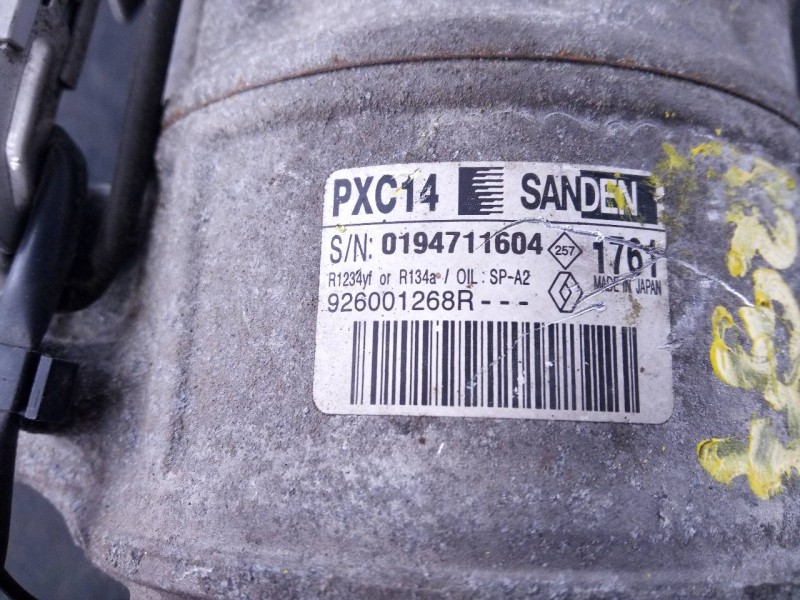 PXC14 SANDEN
S/N: 0194711604 257 1761
R1234yf or R134a / OIL : SP-A2 MADE IN JAPAN
926001268R---